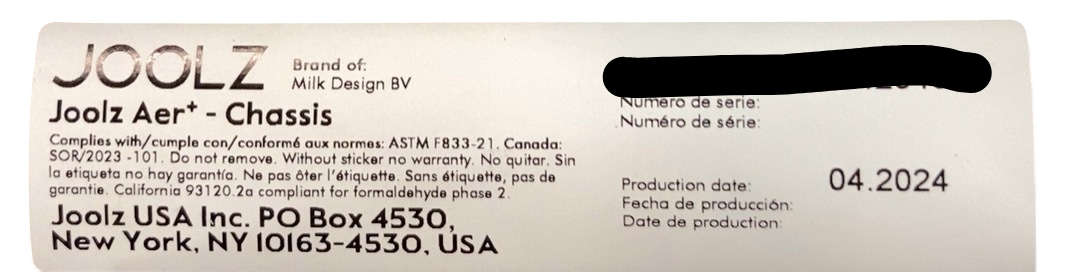 JOOLZ
Brand of:
Milk Design BV
Joolz Aer+ - Chassis
Complies with/cumple con/conformé aux normes: ASTM F833-21. Canada:
SOR/2023 -101. Do not remove. Without sticker no warranty. No quitar. Sin
la etiqueta no hay garantía. Ne pas ôter l'étiquette. Sans étiquette, pas de
garantie. California 93120.2a compliant for formaldehyde phase 2.
Joolz USA Inc. PO Box 4530,
New York, NY 10163-4530, USA
Numero de serie:
Numéro de série:
Production date: 04.2024
Fecha de producción:
Date de production: